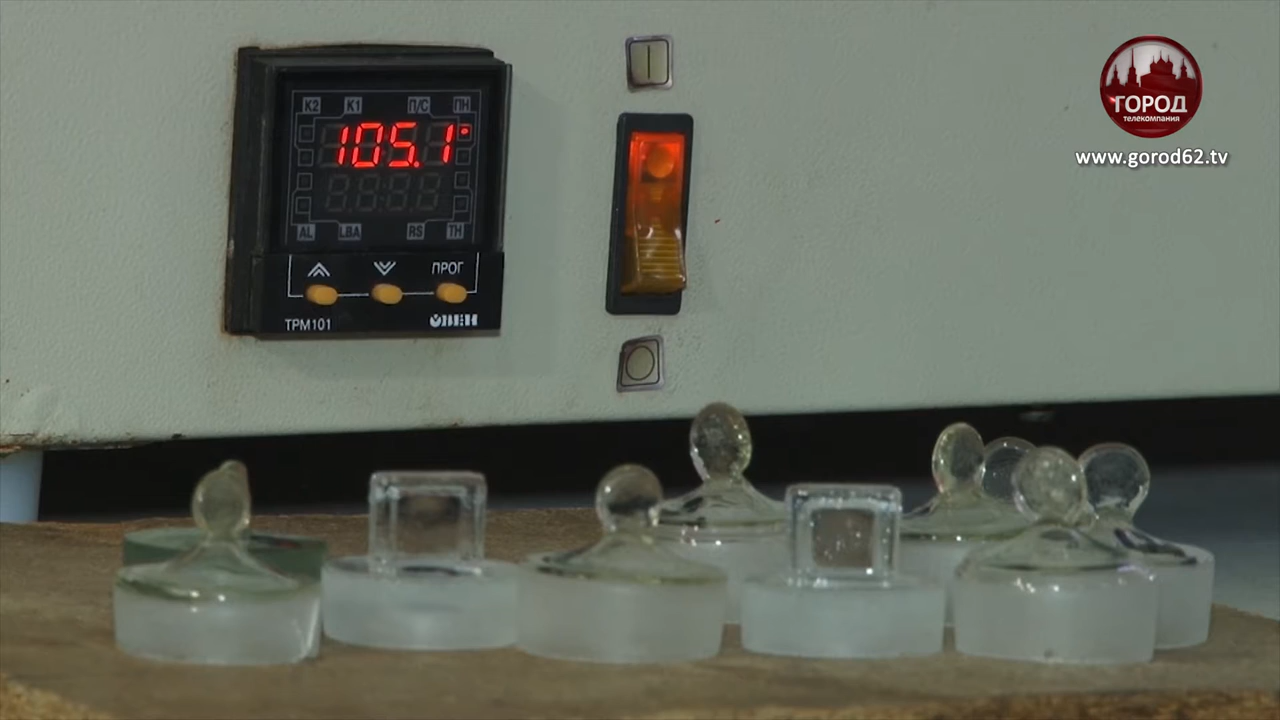 К2 К1 П/С ПН
105.1°
AL LBA RS TH
ПРОГ
ТРМ101 ОВЕН
ГОРОД
телекомпания
www.gorod62.tv